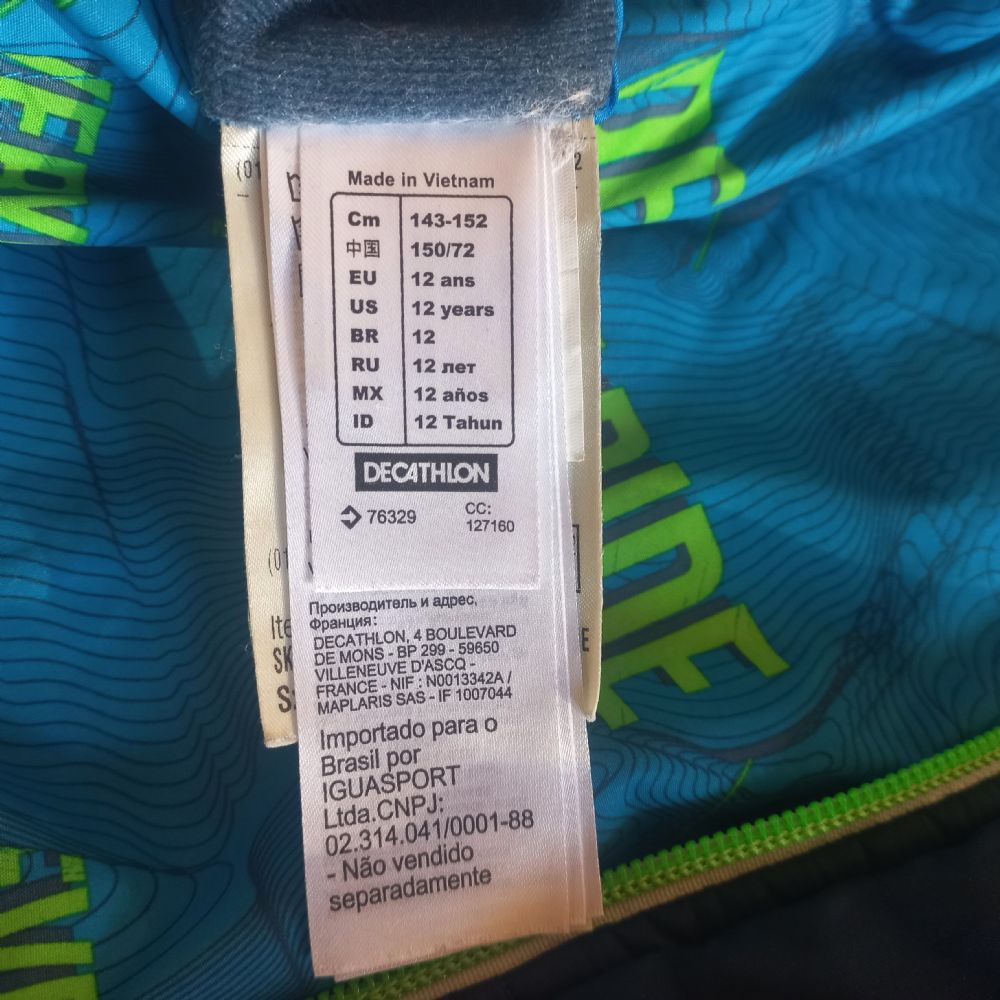 Made in Vietnam
Cm 143-152
中国 150/72
EU 12 ans
US 12 years
BR 12
RU 12 лет
MX 12 años
ID 12 Tahun
DECATHLON
76329 CC:
127160
Производитель и адрес,
Франция:
DECATHLON, 4 BOULEVARD
DE MONS - BP 299 - 59650
VILLENEUVE D'ASCQ -
FRANCE - NIF : N0013342A /
MAPLARIS SAS - IF 1007044
Importado para o
Brasil por
IGUASPORT
Ltda.CNPJ:
02.314.041/0001-88
- Não vendido
separadamente